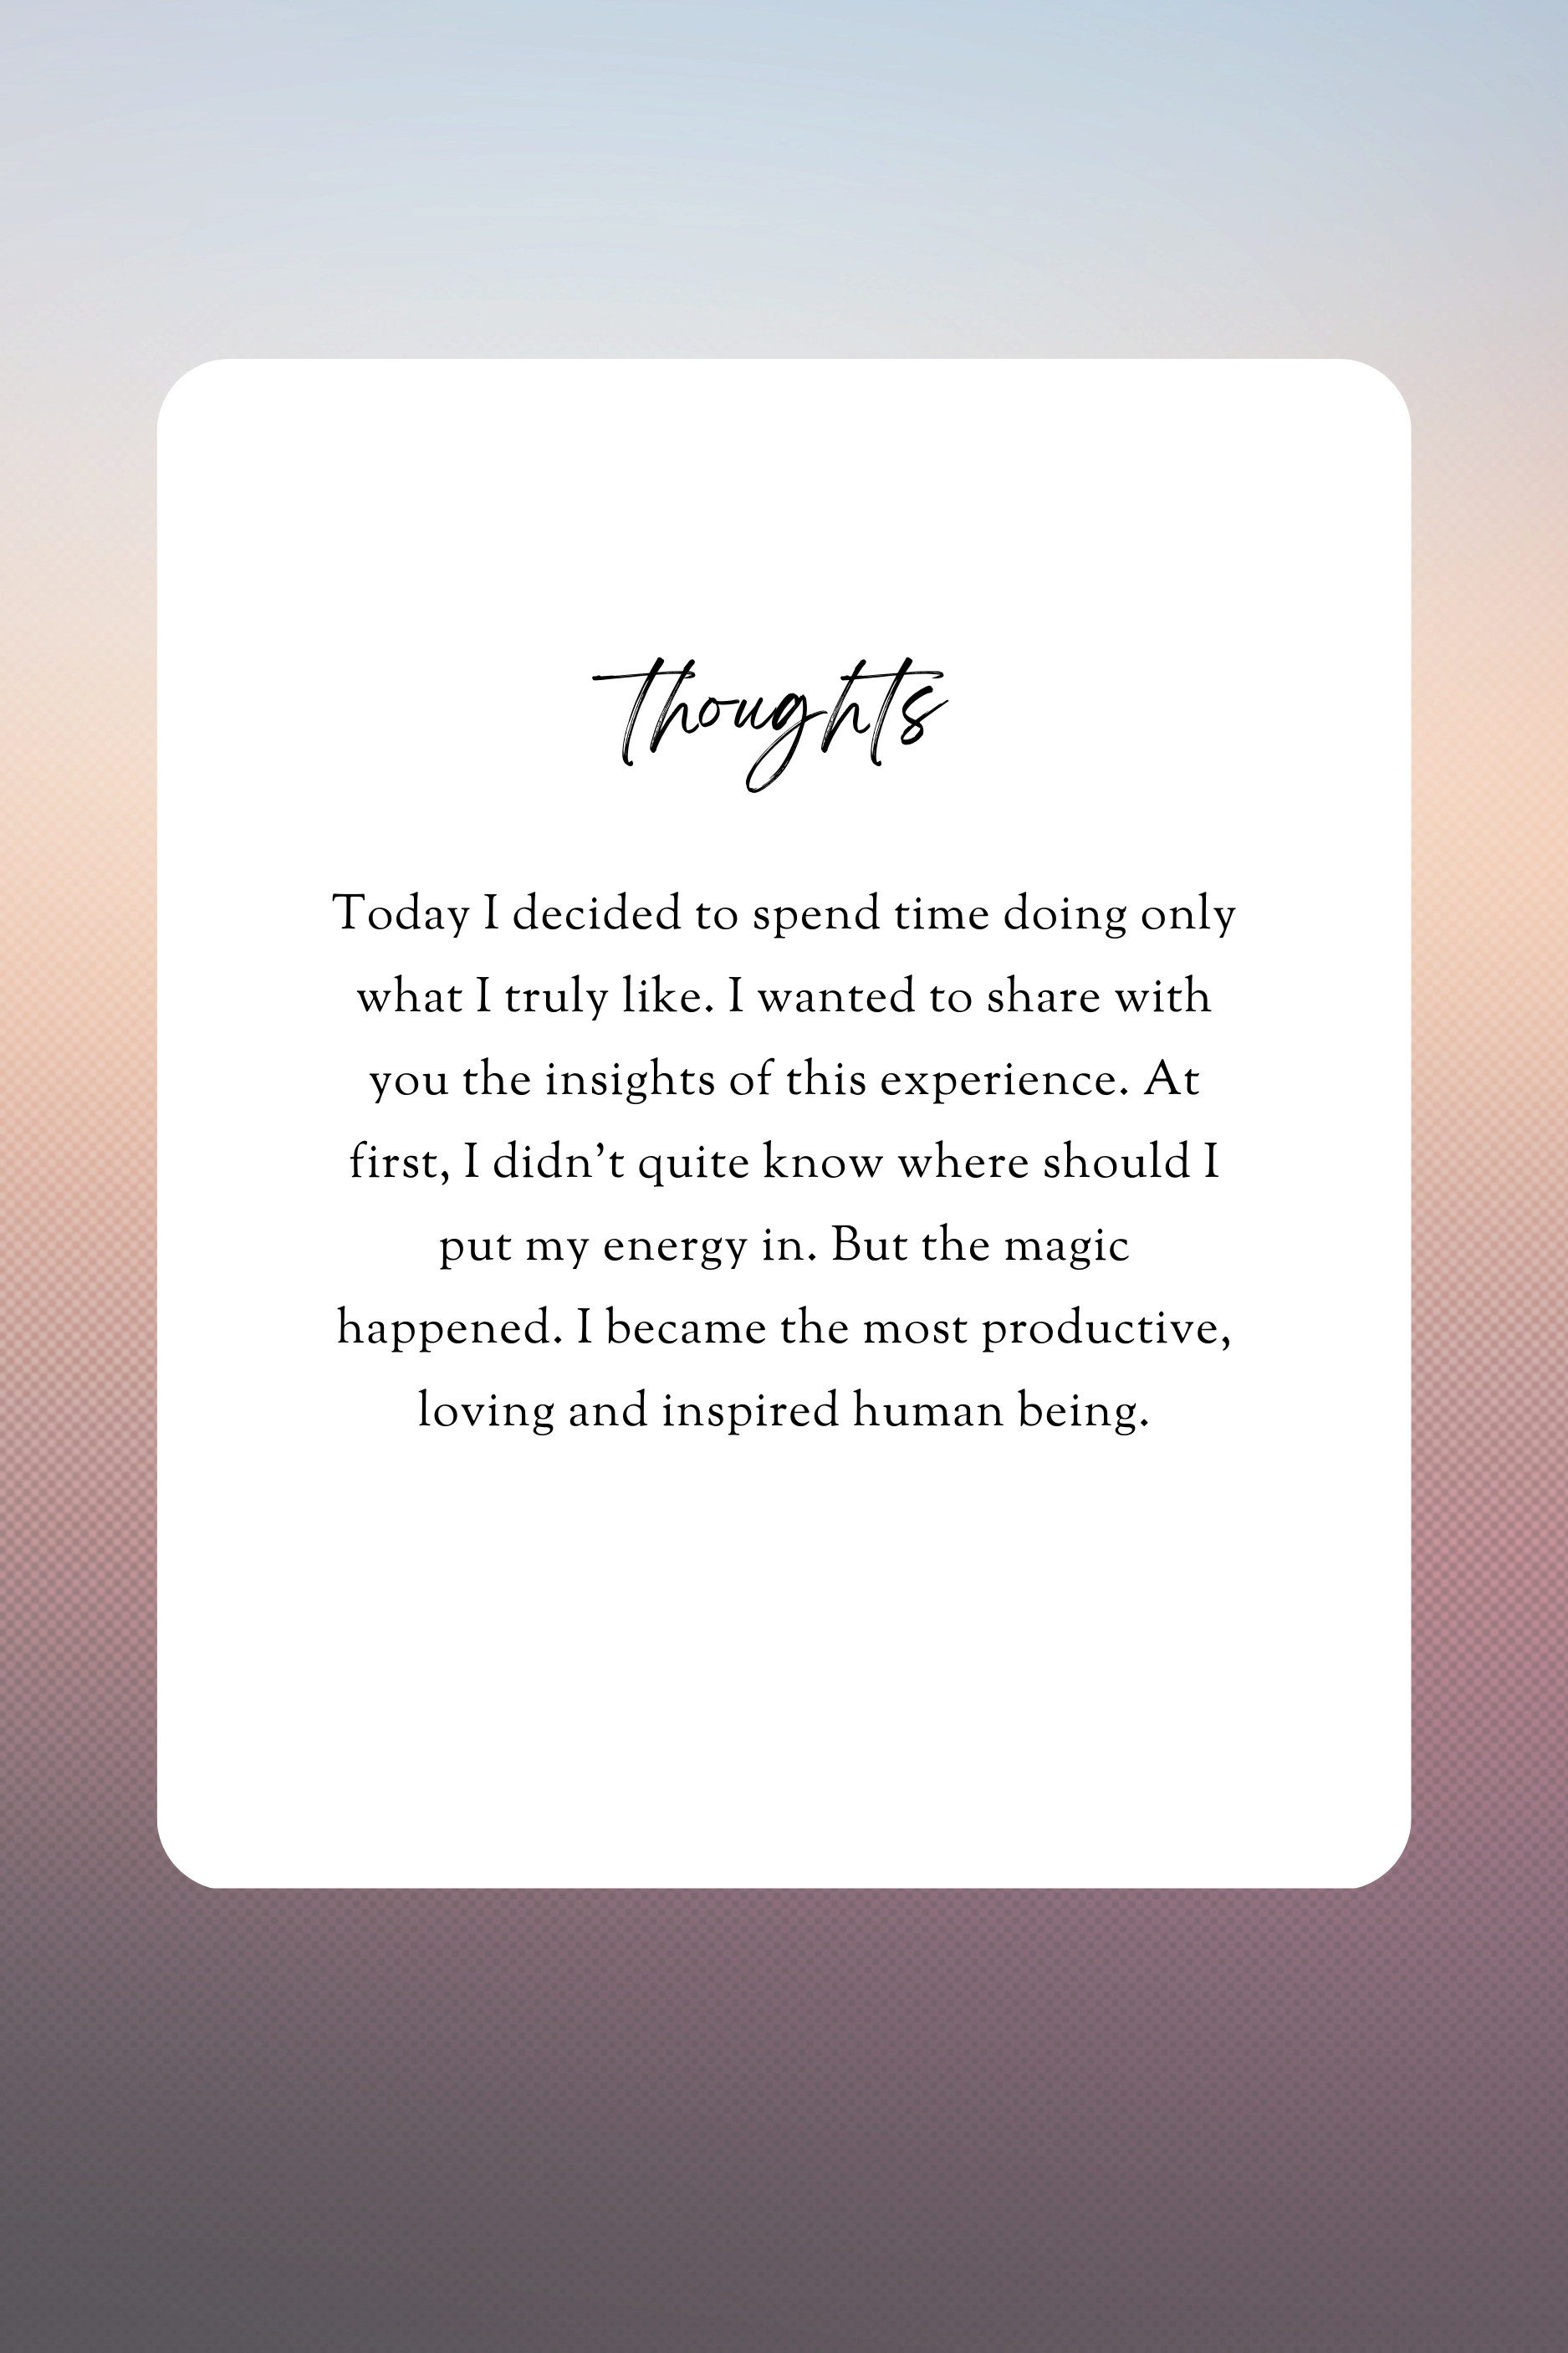 thoughts
Today I decided to spend time doing only
what I truly like. I wanted to share with
you the insights of this experience. At
first, I didn’t quite know where should I
put my energy in. But the magic
happened. I became the most productive,
loving and inspired human being.